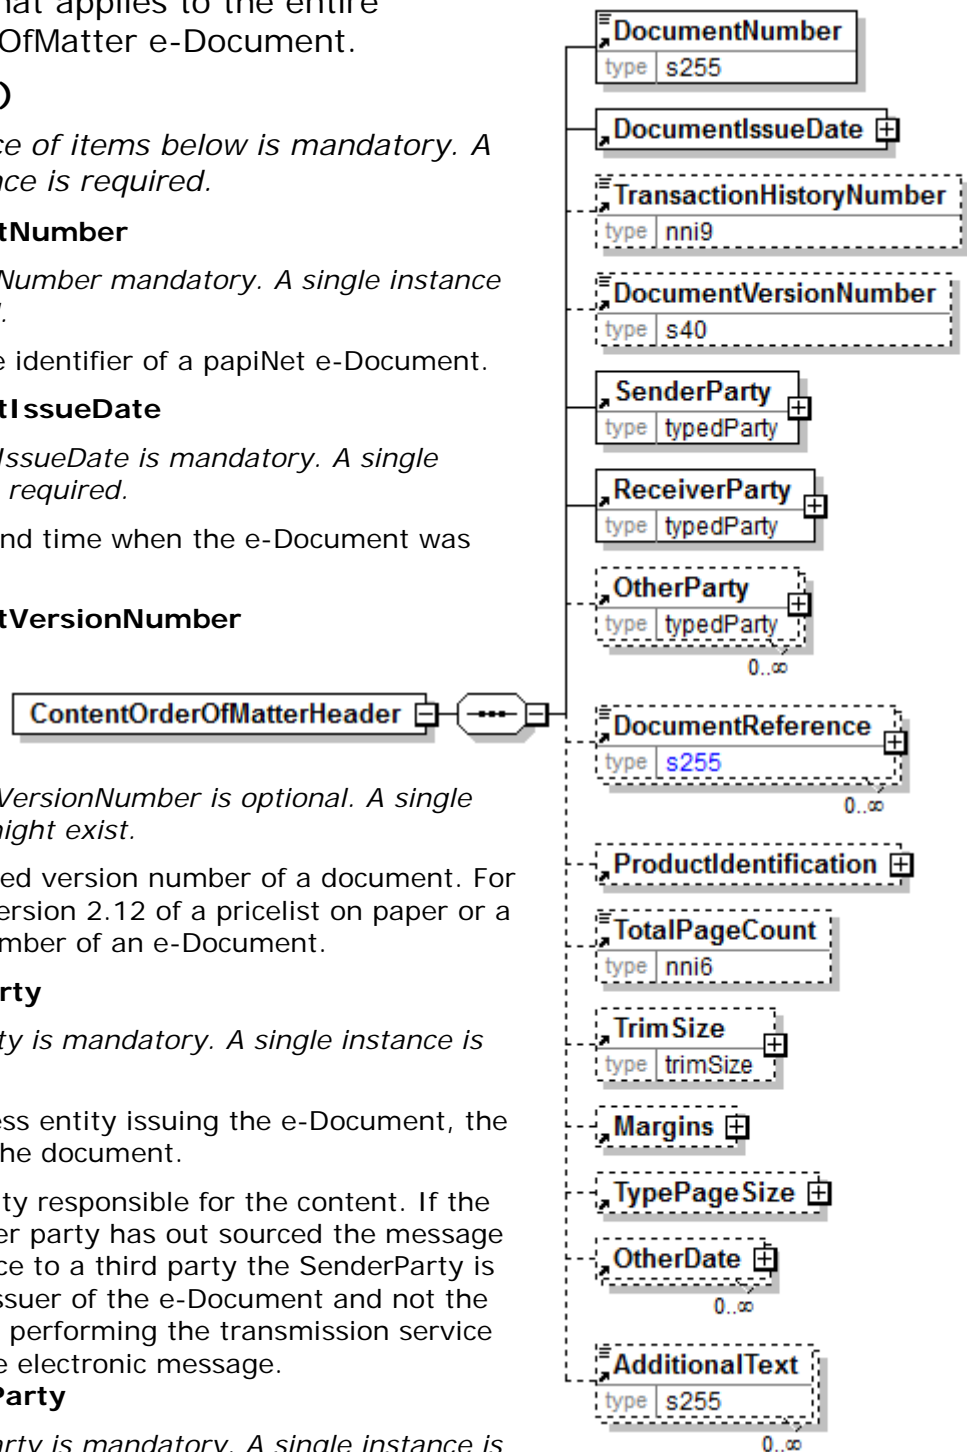 hat applies to the entire
OfMatter e-Document.
)
ce of items below is mandatory. A
nce is required.
tNumber
Number mandatory. A single instance
.
e identifier of a papiNet e-Document.
tIssueDate
IssueDate is mandatory. A single
required.
nd time when the e-Document was
tVersionNumber
ContentOrderOfMatterHeader
VersionNumber is optional. A single
night exist.
ed version number of a document. For
ersion 2.12 of a pricelist on paper or a
mber of an e-Document.
rty
ty is mandatory. A single instance is
ess entity issuing the e-Document, the
he document.
ty responsible for the content. If the
er party has out sourced the message
ce to a third party the SenderParty is
ssuer of the e-Document and not the
performing the transmission service
e electronic message.
Party
arty is mandatory. A single instance is
DocumentNumber
type s255
DocumentIssueDate
TransactionHistoryNumber
type nni9
DocumentVersionNumber
type s40
SenderParty
type typedParty
ReceiverParty
type typedParty
OtherParty
type typedParty
0..∞
DocumentReference
type s255
0..∞
ProductIdentification
TotalPageCount
type nni6
TrimSize
type trimSize
Margins
TypePageSize
OtherDate
0..∞
AdditionalText
type s255
0..∞